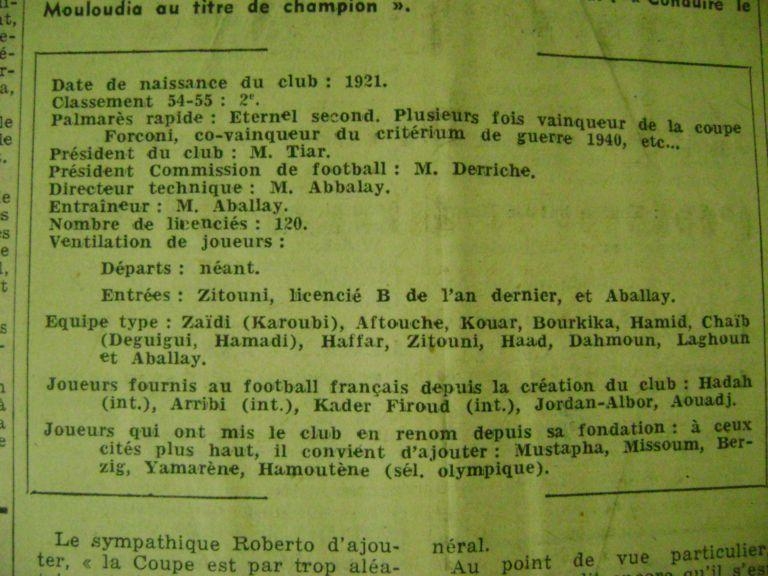 Mouloudia au titre de champion ».
« Conduire le
Date de naissance du club : 1921.
Classement 54-55 : 2e.
Palmarès rapide : Eternel second. Plusieurs fois vainqueur de la coupe
Forconi, co-vainqueur du critérium de guerre 1940, etc...
Président du club : M. Tiar.
Président Commission de football : M. Derriche.
Directeur technique : M. Abbalay.
Entraîneur : M. Aballay.
Nombre de licenciés : 120.
Ventilation de joueurs :
Départs : néant.
Entrées : Zitouni, licencié B de l'an dernier, et Aballay.
Equipe type : Zaïdi (Karoubi), Aftouche, Kouar, Bourkika, Hamid, Chaïb
(Deguigui, Hamadi), Haffar, Zitouni, Haad, Dahmoun, Laghoun
et Aballay.
Joueurs fournis au football français depuis la création du club : Hadah
(int.), Arribi (int.), Kader Firoud (int.), Jordan-Albor, Aouadj.
Joueurs qui ont mis le club en renom depuis sa fondation : à ceux
cités plus haut, il convient d'ajouter : Mustapha, Missoum, Ber-
zig, Yamarène, Hamoutène (sél. olympique).
Le sympathique Roberto d'ajou-
ter, « la Coupe est par trop aléa-
néral.
Au point de vue particulier,
qu'il s'est